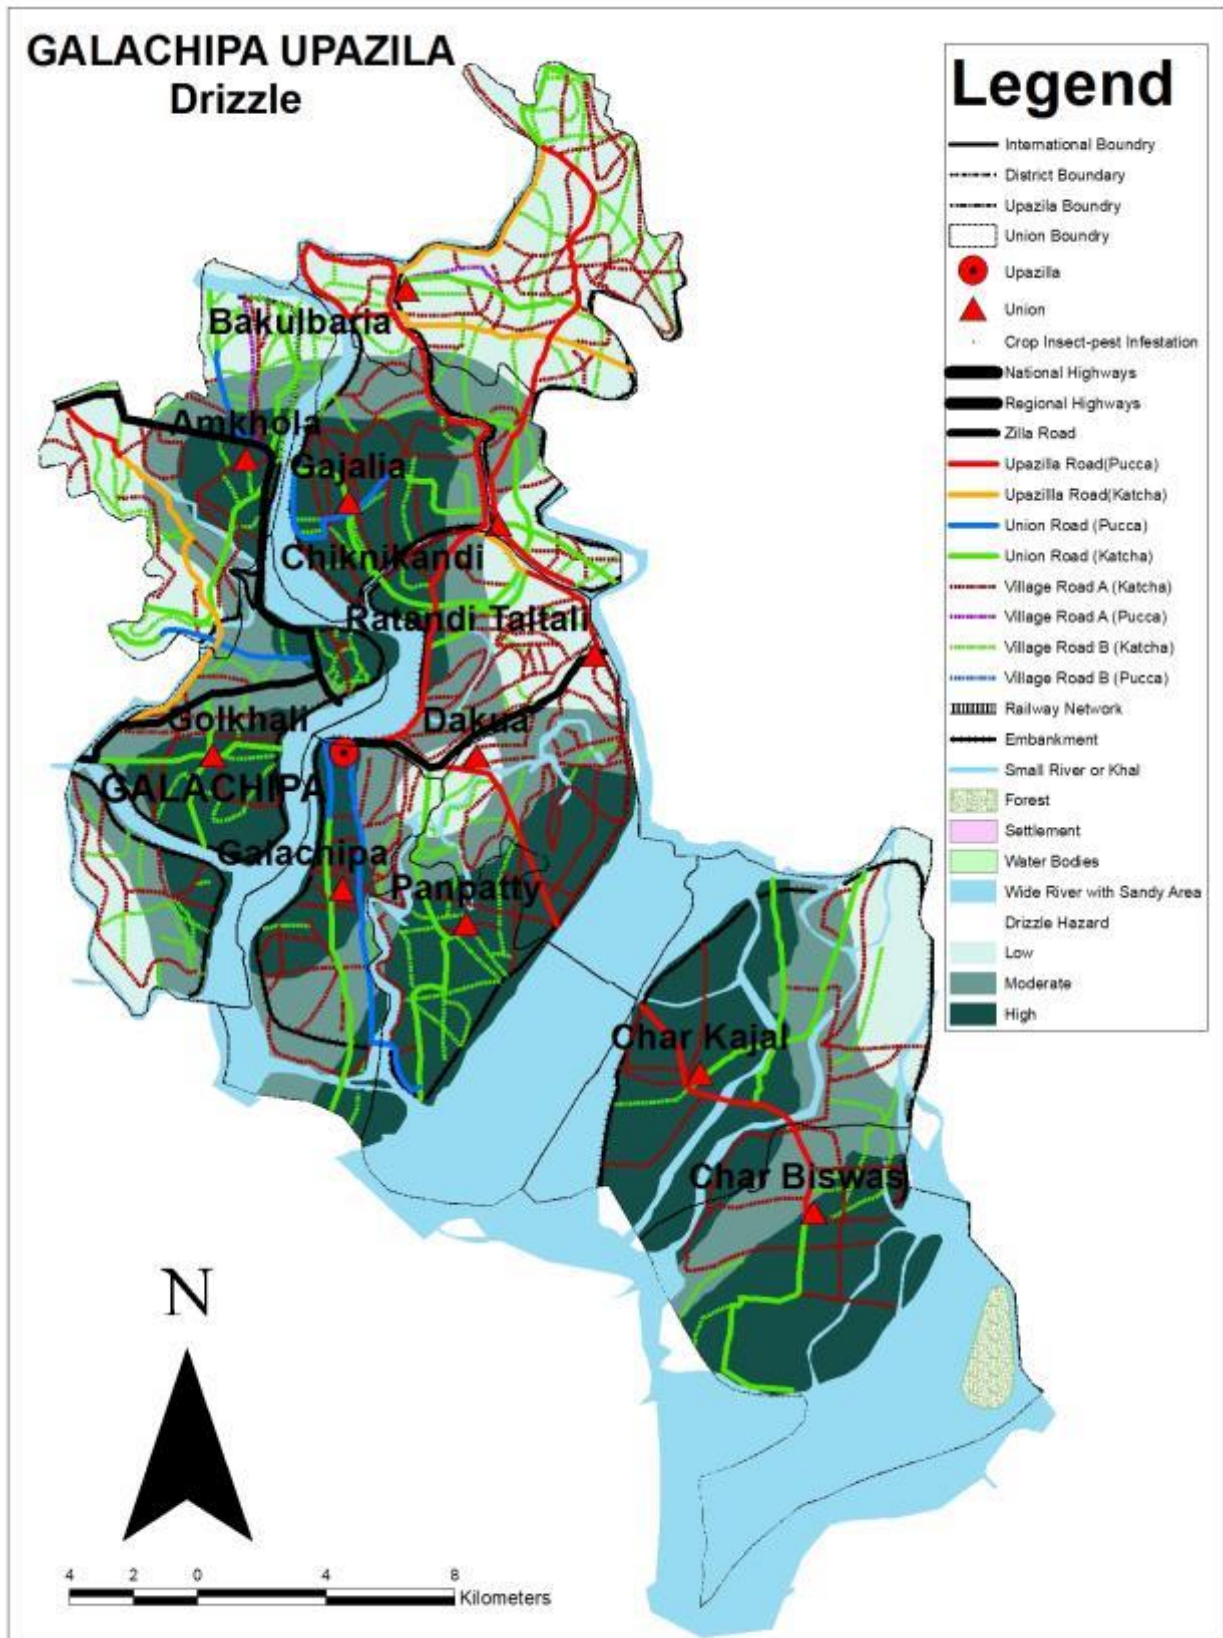 GALACHIPA UPAZILA
Drizzle
Legend
International Boundry
District Boundary
Upazila Boundry
Union Boundry
Upazilla
Union
Crop Insect-pest Infestation
National Highways
Regional Highways
Zilla Road
Upazilla Road(Pucca)
Upazillla Road(Katcha)
Union Road (Pucca)
Union Road (Katcha)
Village Road A (Katcha)
Village Road A (Pucca)
Village Road B (Katcha)
Village Road B (Pucca)
Railway Network
Embankment
Small River or Khal
Forest
Settlement
Water Bodies
Wide River with Sandy Area
Drizzle Hazard
Low
Moderate
High
Bakulbaria
Amkhola
Gajalia
Chiknikandi
Ratandi Taltali
Golkhali
Dakua
GALACHIPA
Galachipa
Panpatty
Char Kajal
Char Biswas
N
4 2 0 4 8
Kilometers